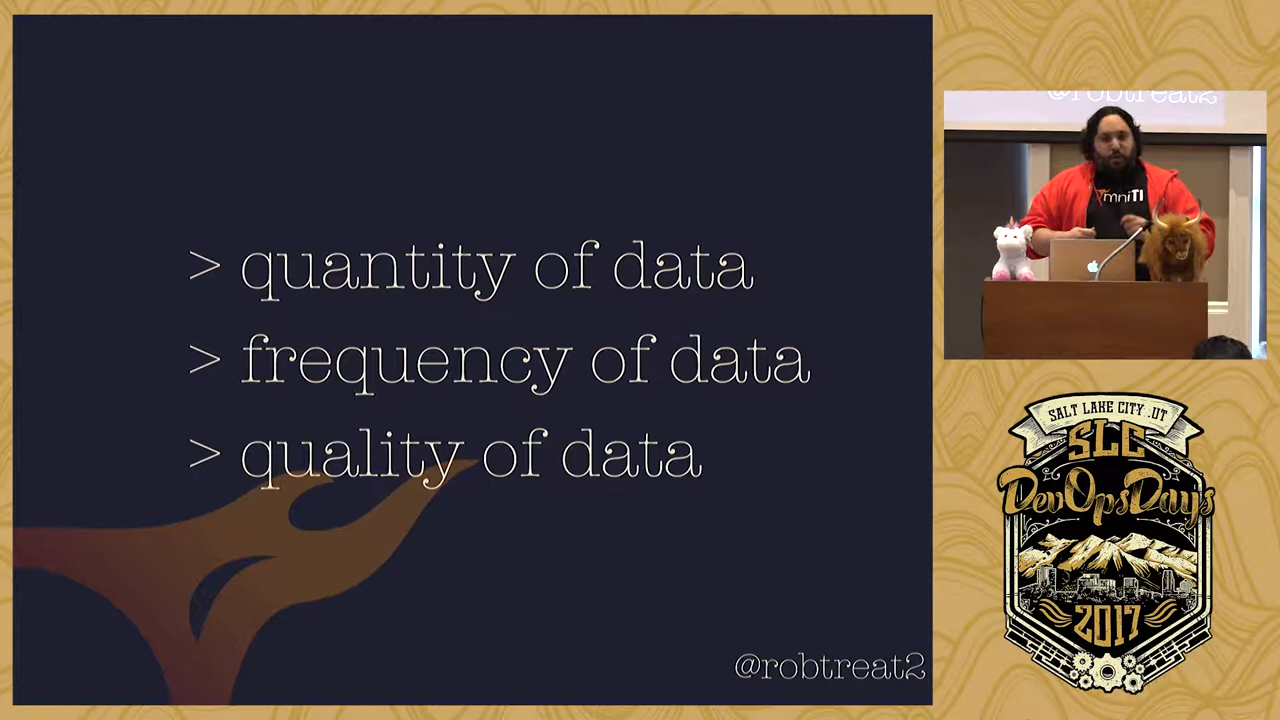 > quantity of data
> frequency of data
> quality of data
@robtreat2
@robtreat2
mniTI
SALT LAKE CITY .UT
SLC
DevOpsDays
2017